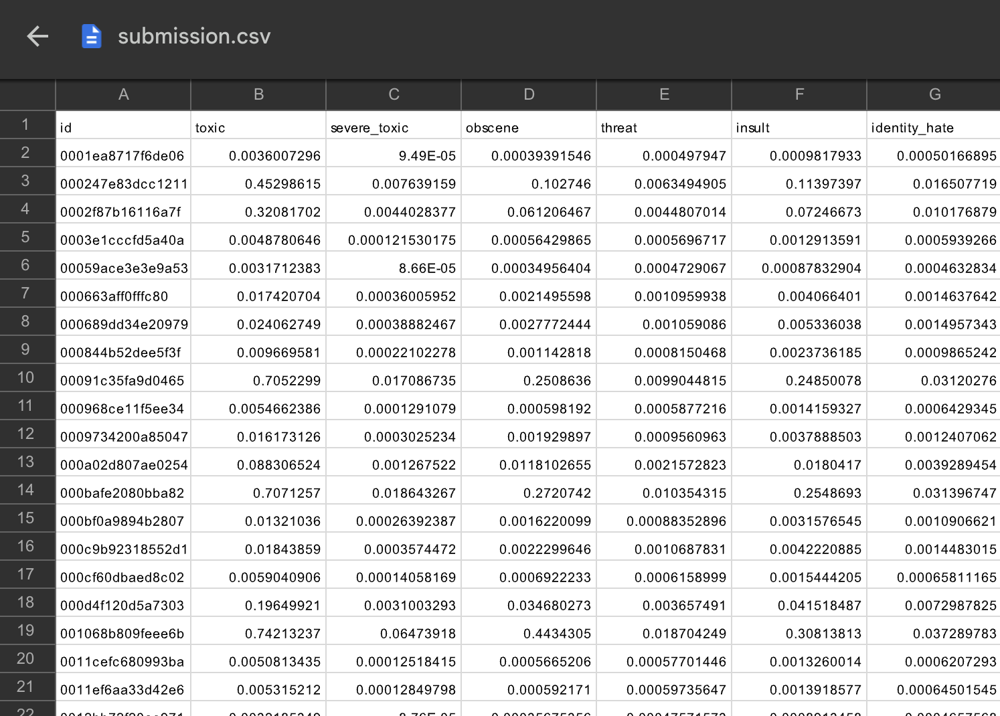 submission.csv
A B C D E F G
1 id toxic severe_toxic obscene threat insult identity_hate
2 0001ea8717f6de06 0.0036007296 9.49E-05 0.00039391546 0.000497947 0.0009817933 0.00050166895
3 000247e83dcc1211 0.45298615 0.007639159 0.102746 0.0063494905 0.11397397 0.016507719
4 0002f87b16116a7f 0.32081702 0.0044028377 0.061206467 0.0044807014 0.07246673 0.010176879
5 0003e1cccfd5a40a 0.0048780646 0.000121530175 0.00056429865 0.0005696717 0.0012913591 0.0005939266
6 00059ace3e3e9a53 0.0031712383 8.66E-05 0.00034956404 0.0004729067 0.00087832904 0.0004632834
7 000663aff0fffc80 0.017420704 0.00036005952 0.0021495598 0.0010959938 0.004066401 0.0014637642
8 000689dd34e20979 0.024062749 0.00038882467 0.0027772444 0.001059086 0.005336038 0.0014957343
9 000844b52dee5f3f 0.009669581 0.00022102278 0.001142818 0.0008150468 0.0023736185 0.0009865242
10 00091c35fa9d0465 0.7052299 0.017086735 0.2508636 0.0099044815 0.24850078 0.03120276
11 000968ce11f5ee34 0.0054662386 0.0001291079 0.000598192 0.0005877216 0.0014159327 0.0006429345
12 0009734200a85047 0.016173126 0.0003025234 0.001929897 0.0009560963 0.0037888503 0.0012407062
13 000a02d807ae0254 0.088306524 0.001267522 0.0118102655 0.0021572823 0.0180417 0.0039289454
14 000bafe2080bba82 0.7071257 0.018643267 0.2720742 0.010354315 0.2548693 0.031396747
15 000bf0a9894b2807 0.01321036 0.00026392387 0.0016220099 0.00088352896 0.0031576545 0.0010906621
16 000c9b92318552d1 0.01843859 0.0003574472 0.0022299646 0.0010687831 0.0042220885 0.0014483015
17 000cf60dbaed8c02 0.0059040906 0.00014058169 0.0006922233 0.0006158999 0.0015444205 0.00065811165
18 000d4f120d5a7303 0.19649921 0.0031003293 0.034680273 0.003657491 0.041518487 0.0072987825
19 001068b809feee6b 0.74213237 0.06473918 0.4434305 0.018704249 0.30813813 0.037289783
20 0011cefc680993ba 0.0050813435 0.00012518415 0.0005665206 0.00057701446 0.0013260014 0.0006207293
21 0011ef6aa33d42e6 0.005315212 0.00012849798 0.000592171 0.00059735647 0.0013918577 0.00064501545
22